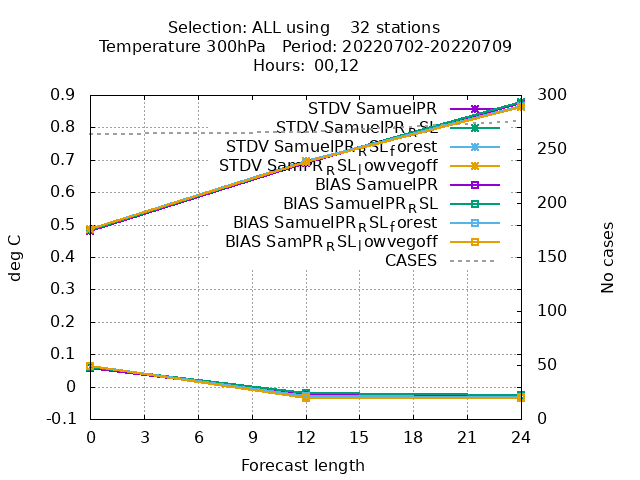 Selection: ALL using    32 stations
Temperature 300hPa   Period: 20220702-20220709
Hours:  00,12
0.9
0.8
0.7
0.6
0.5
0.4
0.3
0.2
0.1
0
-0.1
deg C
STDV SamuelPR
STDV SamuelPR_RSL
STDV SamuelPR_RSL_forest
STDV SamPR_RSL_lowvegoff
BIAS SamuelPR
BIAS SamuelPR_RSL
BIAS SamuelPR_RSL_forest
BIAS SamPR_RSL_lowvegoff
CASES
300
250
200
150
100
50
0
No cases
0 3 6 9 12 15 18 21 24
Forecast length